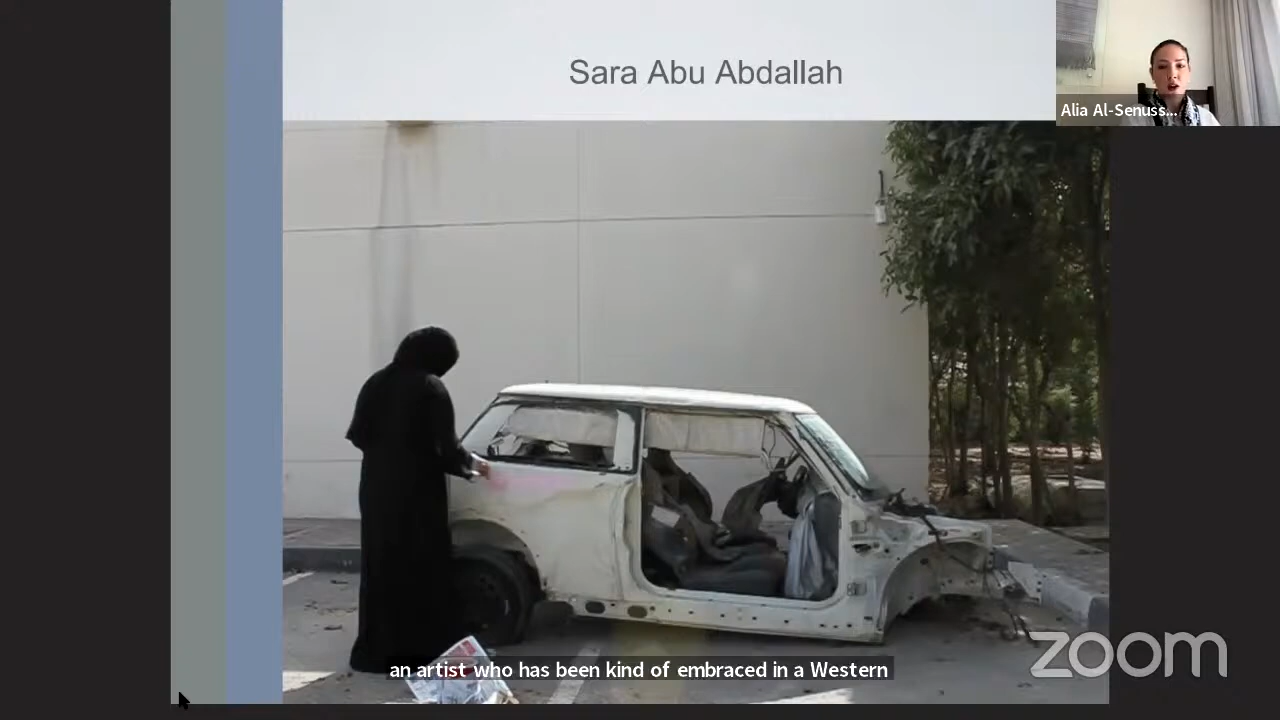 Sara Abu Abdallah
Alia Al-Senuss...
an artist who has been kind of embraced in a Western
zoom